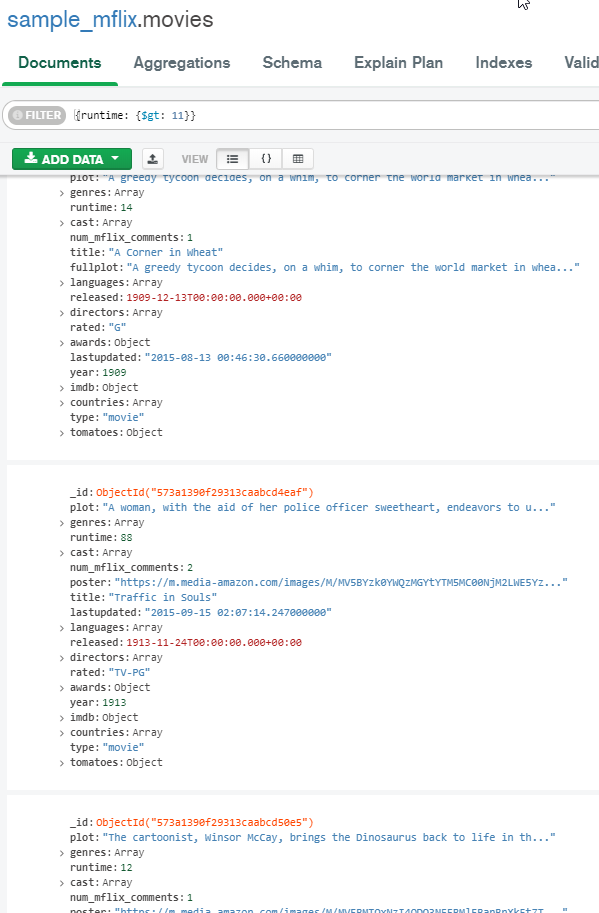 sample_mflix.movies
Documents Aggregations Schema Explain Plan Indexes Valid
FILTER {runtime: {$gt: 11}}
ADD DATA VIEW {}
plot: "A greedy tycoon decides, on a whim, to corner the world market in whea..."
genres: Array
runtime: 14
cast: Array
num_mflix_comments: 1
title: "A Corner in Wheat"
fullplot: "A greedy tycoon decides, on a whim, to corner the world market in whea..."
languages: Array
released: 1909-12-13T00:00:00.000+00:00
directors: Array
rated: "G"
awards: Object
lastupdated: "2015-08-13 00:46:30.660000000"
year: 1909
imdb: Object
countries: Array
type: "movie"
tomatoes: Object
_id: ObjectId("573a1390f29313caabcd4eaf")
plot: "A woman, with the aid of her police officer sweetheart, endeavors to u..."
genres: Array
runtime: 88
cast: Array
num_mflix_comments: 2
poster: "https://m.media-amazon.com/images/M/MV5BYzk0YWQzMGYtYTM5MC00NjM2LWE5Yz..."
title: "Traffic in Souls"
lastupdated: "2015-09-15 02:07:14.247000000"
languages: Array
released: 1913-11-24T00:00:00.000+00:00
directors: Array
rated: "TV-PG"
awards: Object
year: 1913
imdb: Object
countries: Array
type: "movie"
tomatoes: Object
_id: ObjectId("573a1390f29313caabcd50e5")
plot: "The cartoonist, Winsor McCay, brings the Dinosaurus back to life in th..."
genres: Array
runtime: 12
cast: Array
num_mflix_comments: 1
poster: